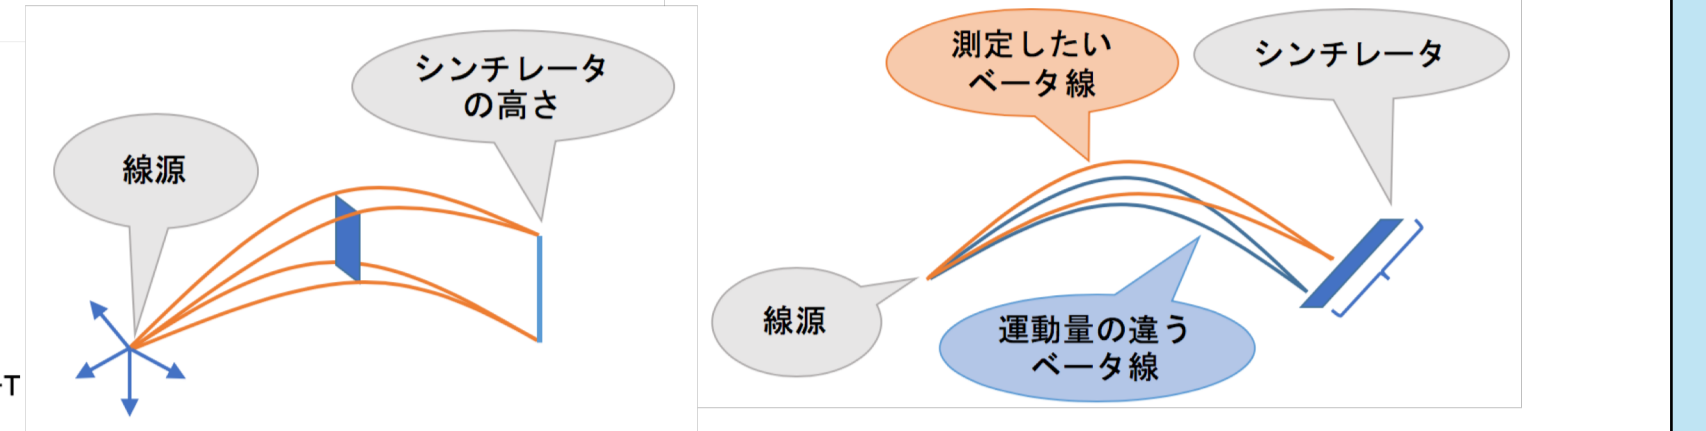 線源
シンチレータ
の高さ
-T
測定したい
ベータ線
シンチレータ
線源
運動量の違う
ベータ線